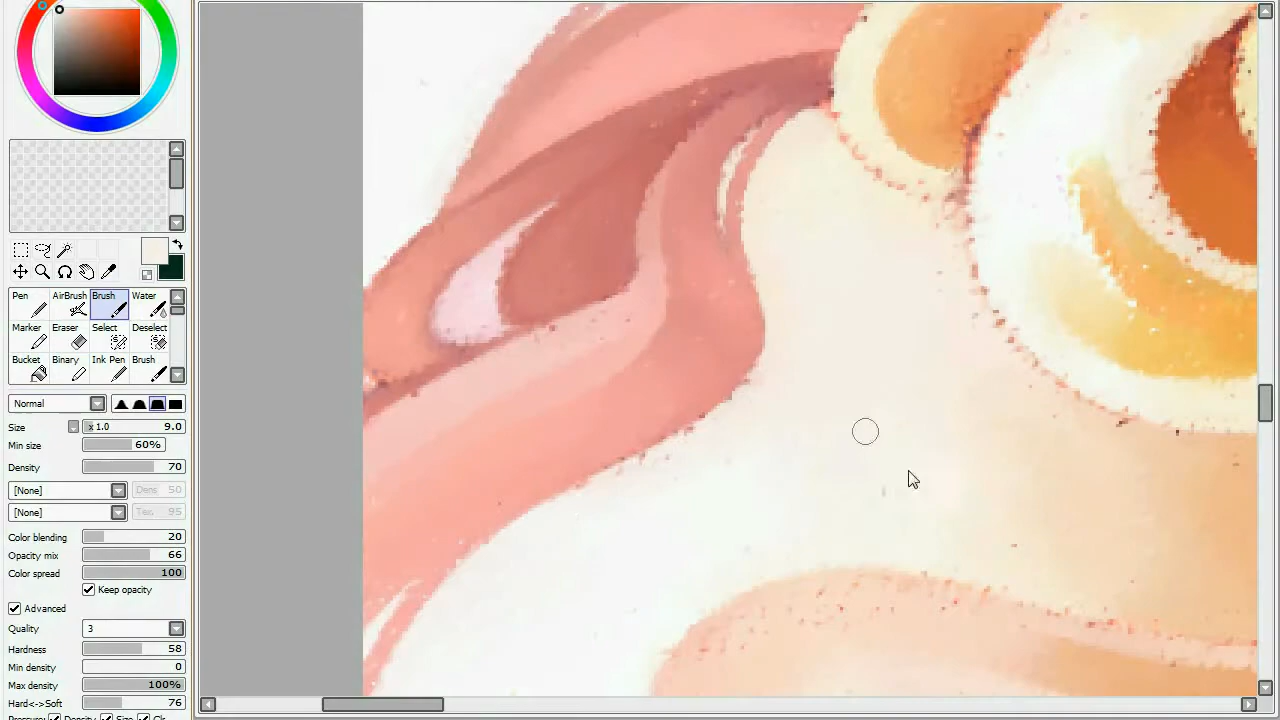 Pen AirBrush Brush Water
Marker Eraser Select Deselect
Bucket Binary Ink Pen Brush
Normal
Size x 1.0 9.0
Min size 60%
Density 70
[None] Dens 50
[None] Tex. 95
Color blending 20
Opacity mix 66
Color spread 100
Keep opacity
Advanced
Quality 3
Hardness 58
Min density 0
Max density 100%
Hard<->Soft 76
Pressure: Density Size Clr